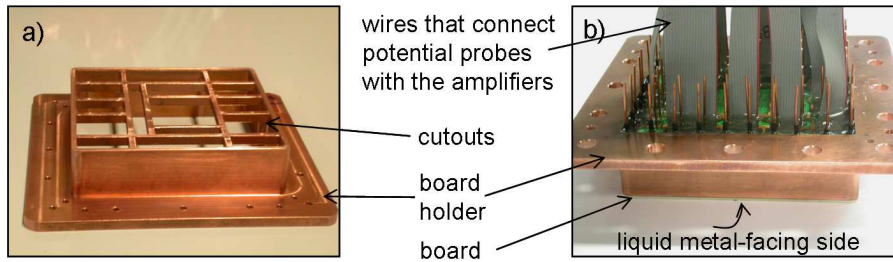 a)
wires that connect
potential probes
with the amplifiers
cutouts
board
holder
board
b)
liquid metal-facing side